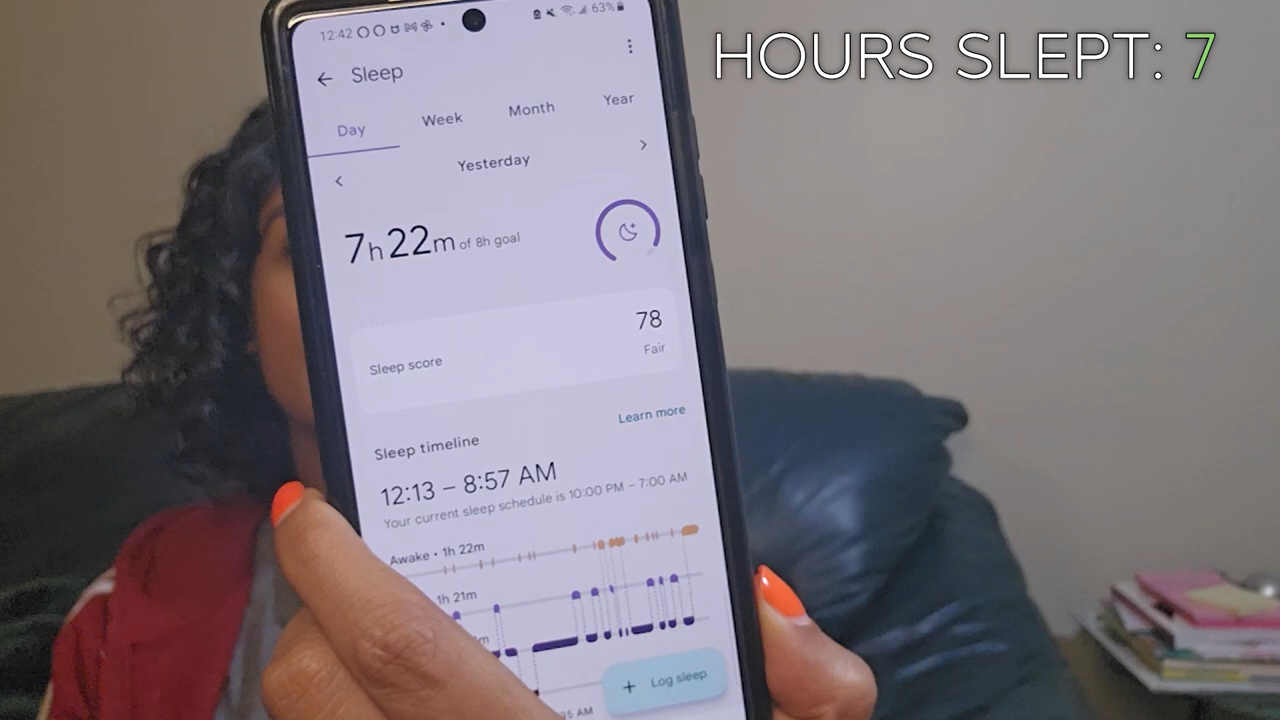 HOURS SLEPT: 7
12:42
63%
Sleep
Day
Week
Month
Year
Yesterday
7h 22m of 8h goal
78
Sleep score
Fair
Learn more
Sleep timeline
12:13 – 8:57 AM
Your current sleep schedule is 10:00 PM – 7:00 AM
Awake • 1h 22m
1h 21m
+ Log sleep